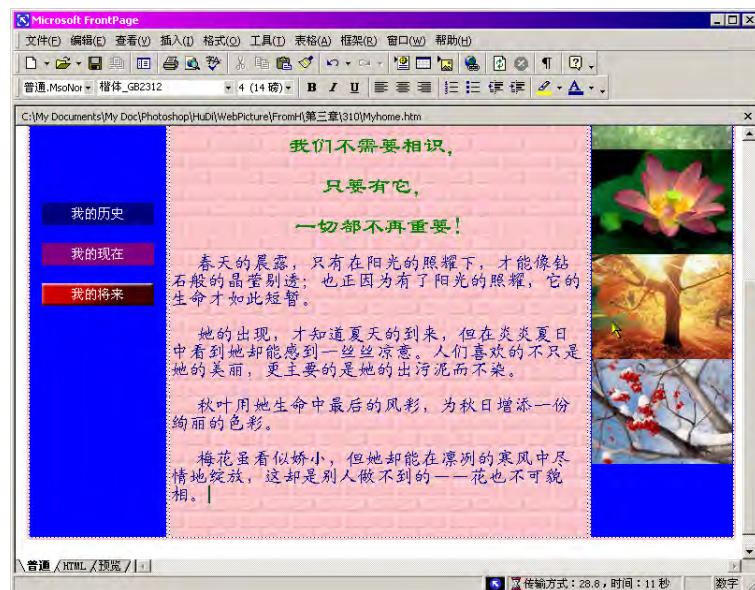 Microsoft FrontPage
文件(F) 编辑(E) 查看(V) 插入(I) 格式(O) 工具(T) 表格(A) 框架(R) 窗口(W) 帮助(H)
普通.MsoNor 楷体_GB2312 4 (14 磅) B I U A
C:\My Documents\My Doc\Photoshop\HuDi\WebPicture\FromH\第三章\310\Myhome.htm
我们不需要相识,
只要有它,
一切都不再重要!
我的历史
我的现在
我的将来
春天的晨露，只有在阳光的照耀下，才能像钻
石般的晶莹剔透；也正因为有了阳光的照耀，它的
生命才如此短暂。
她的出现，才知道夏天的到来，但在炎炎夏日
中看到她却能感到一丝丝凉意。人们喜欢的不只是
她的美丽，更主要的是她的出污泥而不染。
秋叶用她生命中最后的风彩，为秋日增添一份
绚丽的色彩。
梅花虽看似娇小，但她却能在凛冽的寒风中尽
情地绽放，这却是别人做不到的——花也不可貌
相。
普通 HTML 预览
传输方式：28.8，时间：11 秒 数字